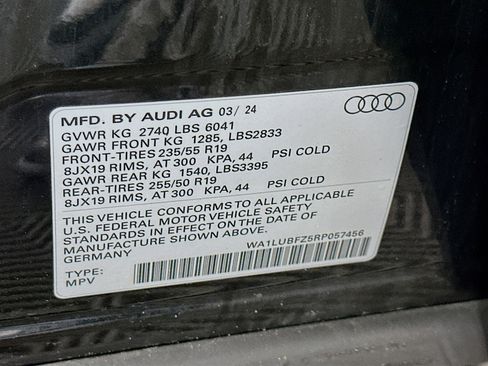 MFD. BY AUDI AG 03/24
GVWR KG 2740 LBS 6041
GAWR FRONT KG 1285, LBS2833
FRONT-TIRES 235/55 R19
8JX19 RIMS, AT 300 KPA, 44 PSI COLD
GAWR REAR KG 1540, LBS3395
REAR-TIRES 255/50 R19
8JX19 RIMS, AT 300 KPA, 44 PSI COLD
THIS VEHICLE CONFORMS TO ALL APPLICABLE
U.S. FEDERAL MOTOR VEHICLE SAFETY
STANDARDS IN EFFECT ON THE DATE OF
MANUFACTURE SHOWN ABOVE.
GERMANY
WA1LUBFZ5RP057456
TYPE:
MPV